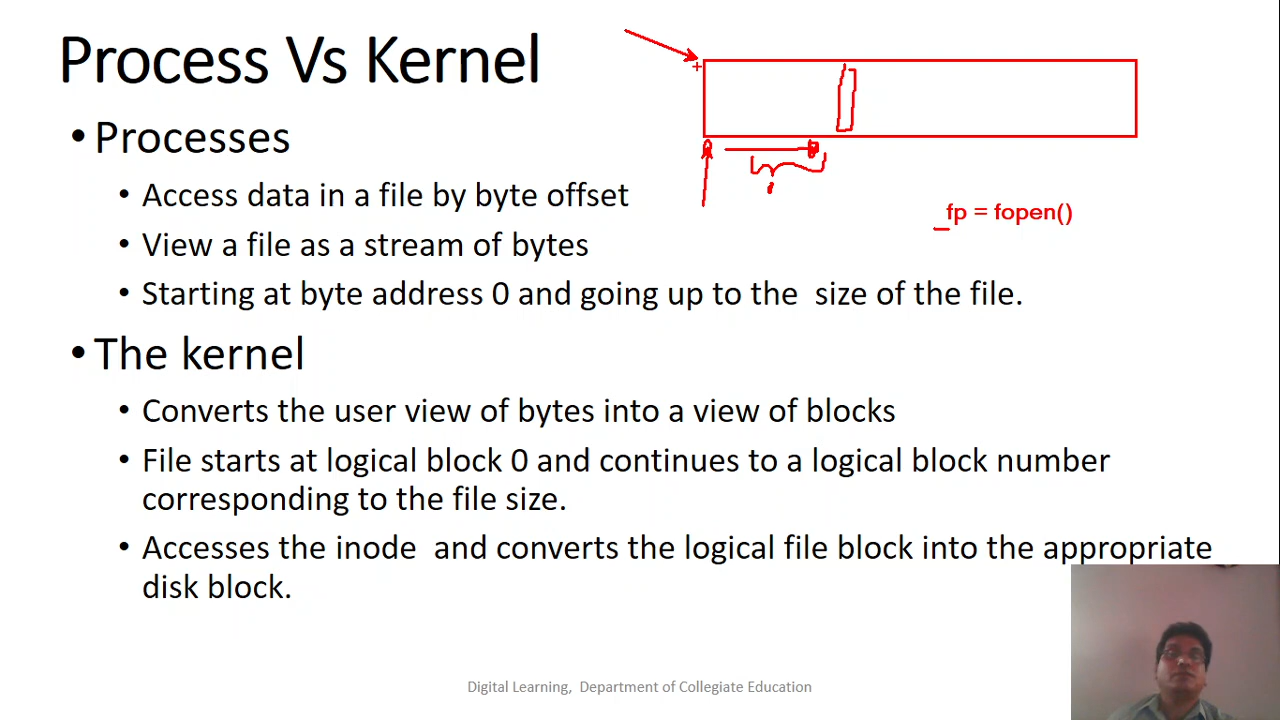 Process Vs Kernel
• Processes
• Access data in a file by byte offset
fp = fopen()
• View a file as a stream of bytes
• Starting at byte address 0 and going up to the size of the file.
• The kernel
• Converts the user view of bytes into a view of blocks
• File starts at logical block 0 and continues to a logical block number
corresponding to the file size.
• Accesses the inode and converts the logical file block into the appropriate
disk block.
Digital Learning, Department of Collegiate Education